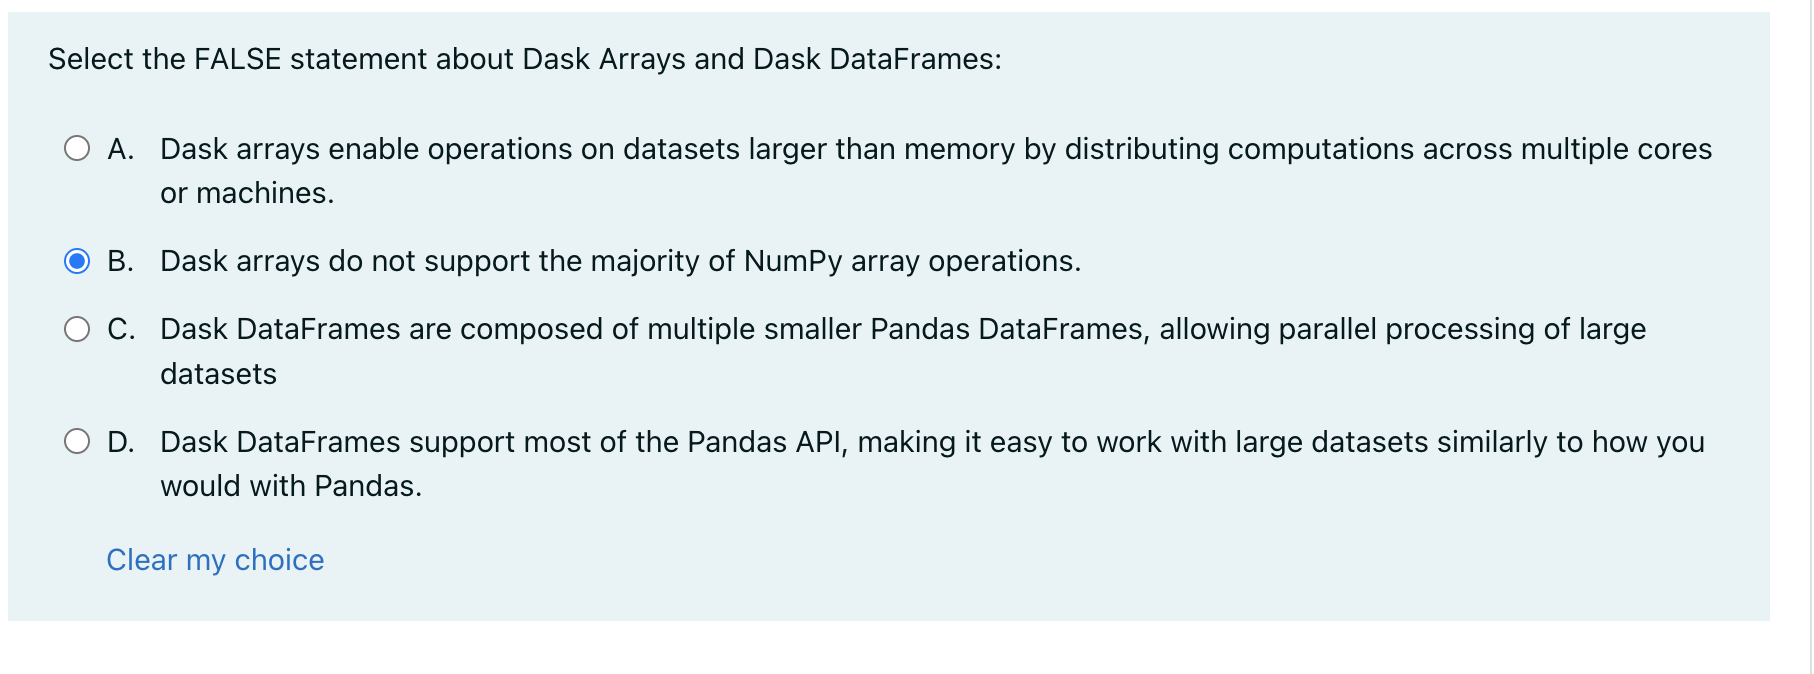 Select the FALSE statement about Dask Arrays and Dask DataFrames:
A. Dask arrays enable operations on datasets larger than memory by distributing computations across multiple cores
or machines.
B. Dask arrays do not support the majority of NumPy array operations.
C. Dask DataFrames are composed of multiple smaller Pandas DataFrames, allowing parallel processing of large
datasets
D. Dask DataFrames support most of the Pandas API, making it easy to work with large datasets similarly to how you
would with Pandas.
Clear my choice